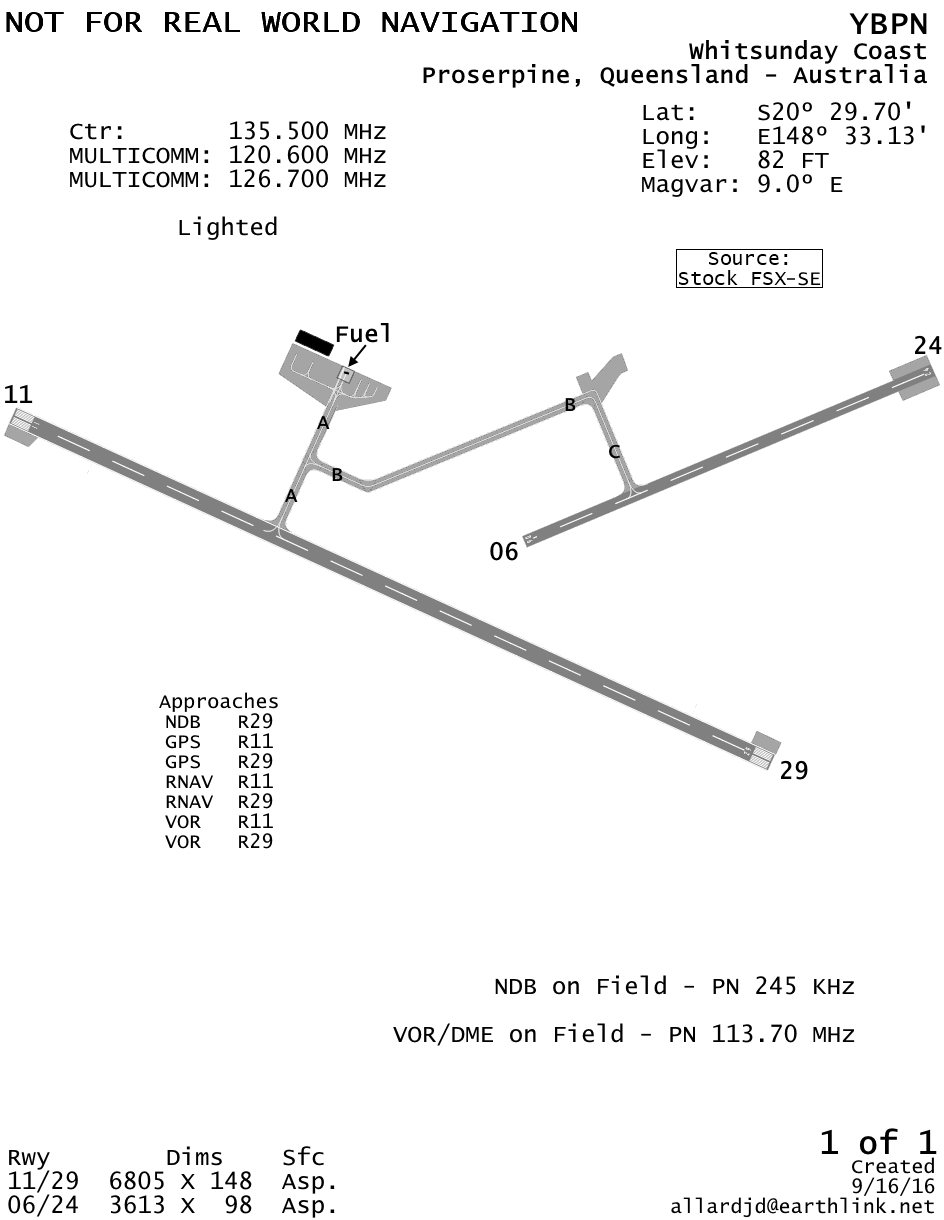 NOT FOR REAL WORLD NAVIGATION
YBPN
Whitsunday Coast
Proserpine, Queensland - Australia
Ctr: 135.500 MHz
MULTICOMM: 120.600 MHz
MULTICOMM: 126.700 MHz
Lighted
Lat: S20º 29.70'
Long: E148º 33.13'
Elev: 82 FT
Magvar: 9.0º E
Source:
Stock FSX-SE
Fuel
24
11
A
B
B
C
A
06
29
Approaches
NDB R29
GPS R11
GPS R29
RNAV R11
RNAV R29
VOR R11
VOR R29
NDB on Field - PN 245 KHz
VOR/DME on Field - PN 113.70 MHz
Rwy Dims Sfc
11/29 6805 X 148 Asp.
06/24 3613 X 98 Asp.
1 of 1
Created
9/16/16
allardjd@earthlink.net